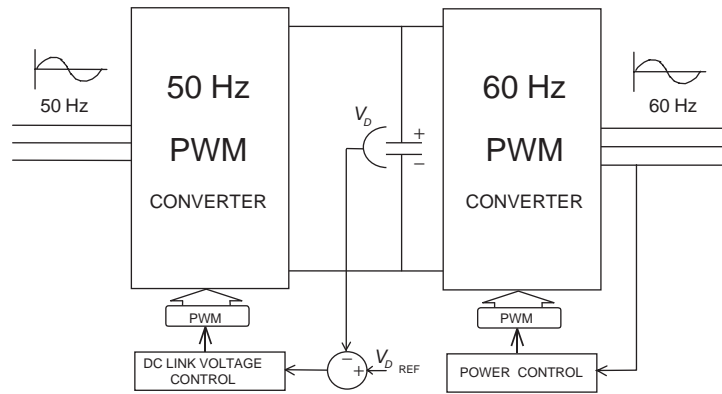 50 Hz
PWM
CONVERTER
60 Hz
PWM
CONVERTER
50 Hz
60 Hz
V_D
+
−
PWM
PWM
DC LINK VOLTAGE
CONTROL
−
+
V_D REF
POWER CONTROL